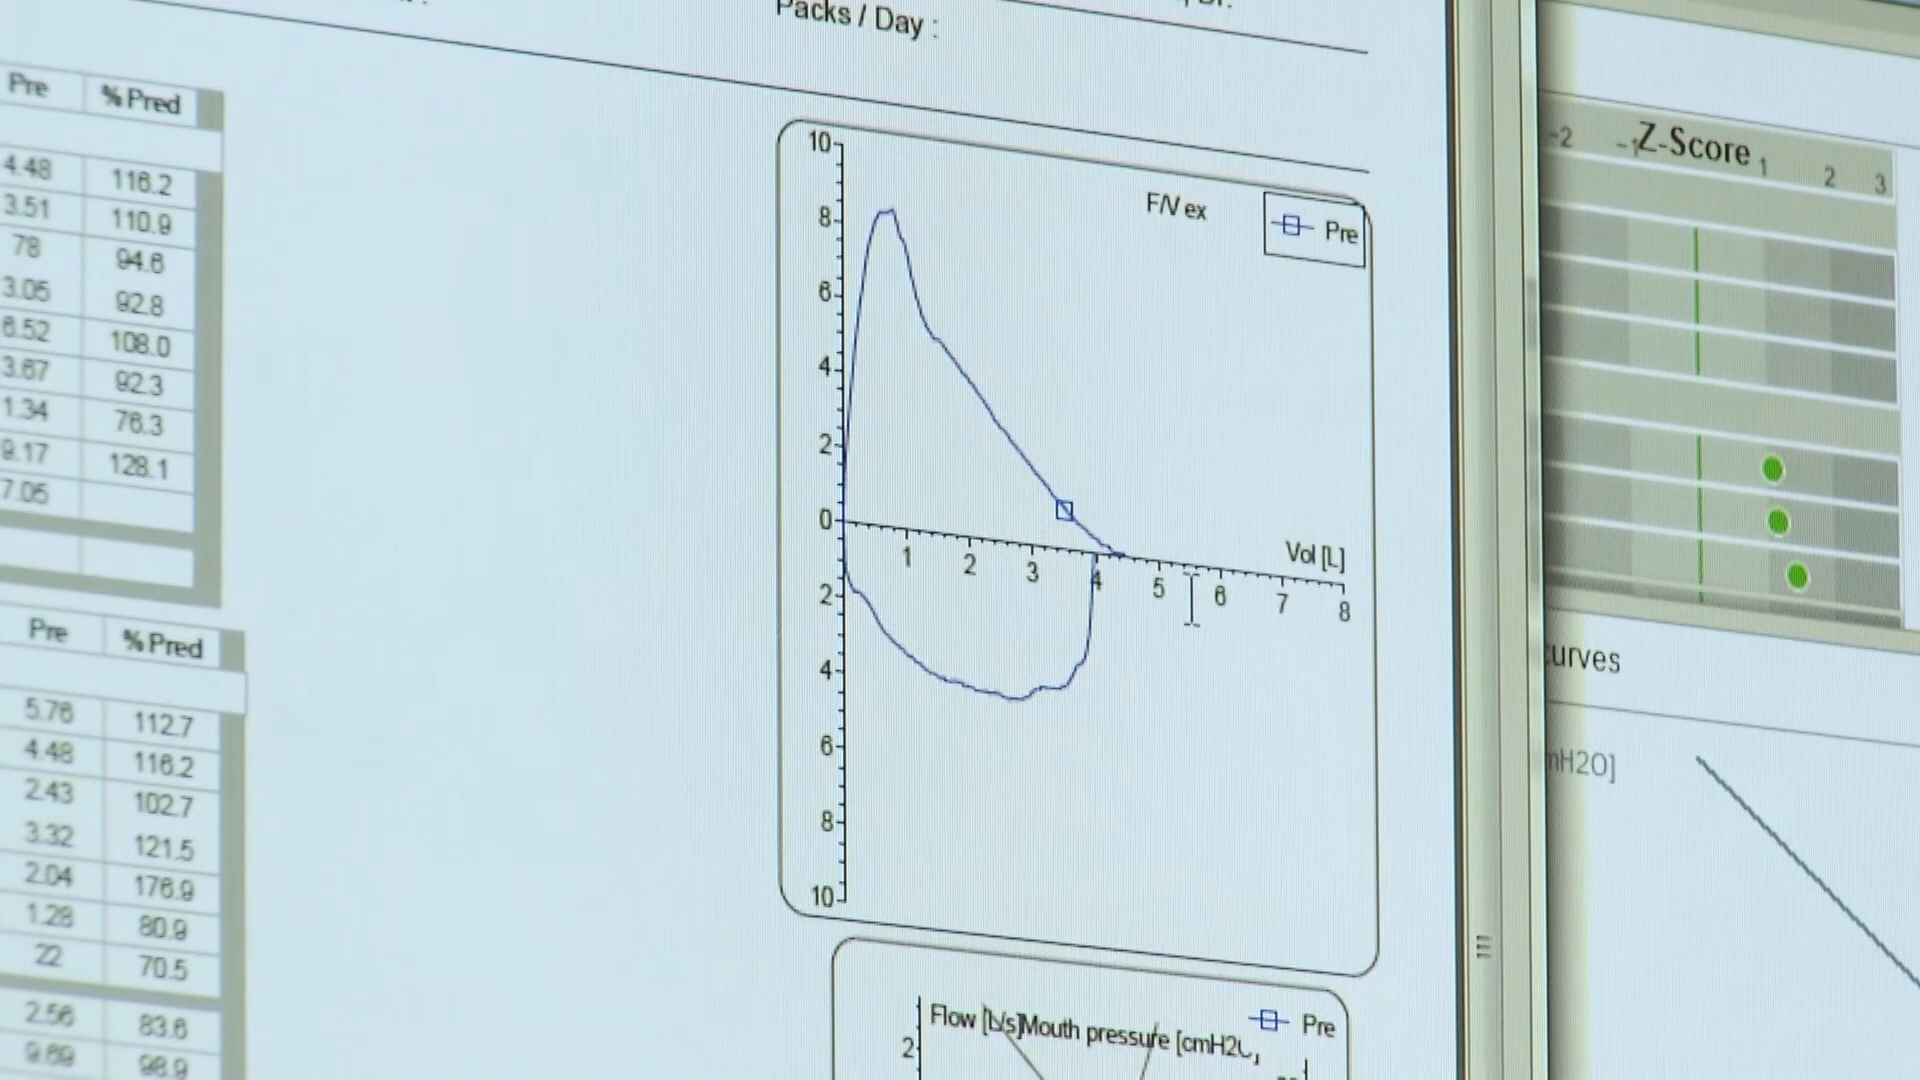 Packs / Day :
Pre % Pred
4.48 116.2
3.51 110.9
78 94.6
3.05 92.8
6.52 108.0
3.67 92.3
1.34 76.3
9.17 128.1
7.05
Pre % Pred
5.76 112.7
4.48 116.2
2.43 102.7
3.32 121.5
2.04 176.9
1.28 80.9
22 70.5
2.56 83.6
9.69 98.9
F/V ex
Pre
10
8
6
4
2
0
1 2 3 4 5 6 7 8
Vol [L]
2
4
6
8
10
Flow [L/s]Mouth pressure [cmH2O]
Pre
2
Z-Score
-2 -1 1 2 3
curves
mH2O]